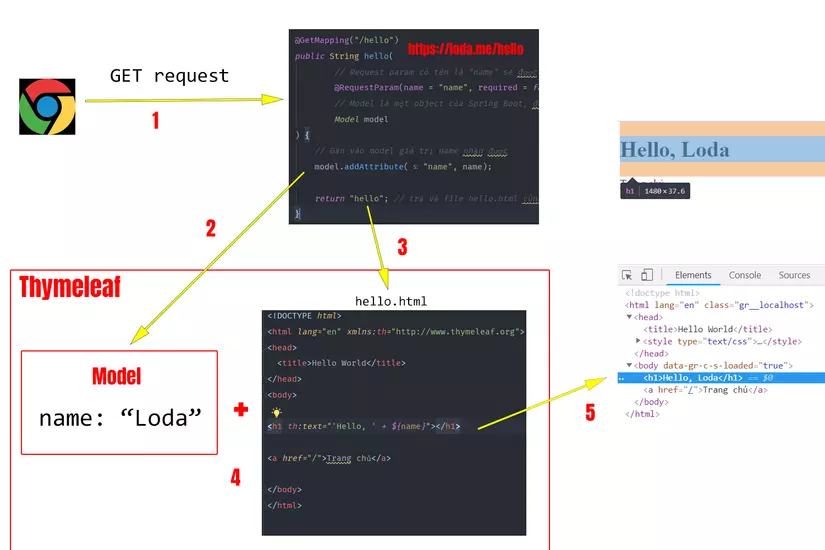 GET request
1
@GetMapping("/hello")
https://loda.me/hello
public String hello(
// Request param có tên là "name" sẽ được
@RequestParam(name = "name", required =
// Model là một object của Spring Boot,
Model model
) {
// Gán vào model giá trị name nhận được
model.addAttribute( s: "name", name);
return "hello"; // trả về file hello.html
}
2
3
Thymeleaf
Model
name: “Loda”
+
4
hello.html
<!DOCTYPE html>
<html lang="en" xmlns:th="http://www.thymeleaf.org">
<head>
<title>Hello World</title>
</head>
<body>
<h1 th:text="'Hello, ' + ${name}"></h1>
<a href="/">Trang chủ</a>
</body>
</html>
5
Hello, Loda
h1 1480×37.6
Elements Console Sources
<!doctype html>
<html lang="en" class="gr__localhost">
▼<head>
<title>Hello World</title>
▶<style type="text/css">…</style>
</head>
▼<body data-gr-c-s-loaded="true">
… <h1>Hello, Loda</h1> == $0
<a href="/">Trang chủ</a>
</body>
</html>